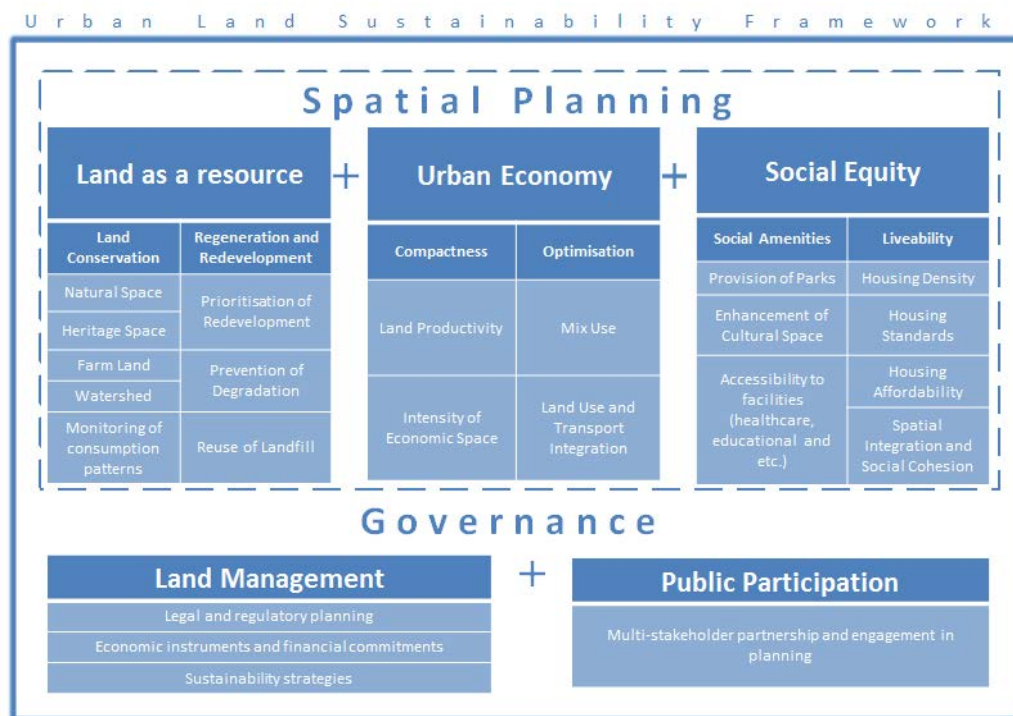 Urban Land Sustainability Framework
Spatial Planning
Land as a resource
+
Urban Economy
+
Social Equity
Land
Conservation
Regeneration and
Redevelopment
Natural Space
Heritage Space
Farm Land
Watershed
Monitoring of
consumption
patterns
Prioritisation of
Redevelopment
Prevention of
Degradation
Reuse of Landfill
Compactness
Optimisation
Land Productivity
Mix Use
Intensity of
Economic Space
Land Use and
Transport
Integration
Social Amenities
Liveability
Provision of Parks
Enhancement of
Cultural Space
Accessibility to
facilities
(healthcare,
educational and
etc.)
Housing Density
Housing
Standards
Housing
Affordability
Spatial
Integration and
Social Cohesion
Governance
Land Management
Legal and regulatory planning
Economic instruments and financial commitments
Sustainability strategies
+
Public Participation
Multi-stakeholder partnership and engagement in
planning